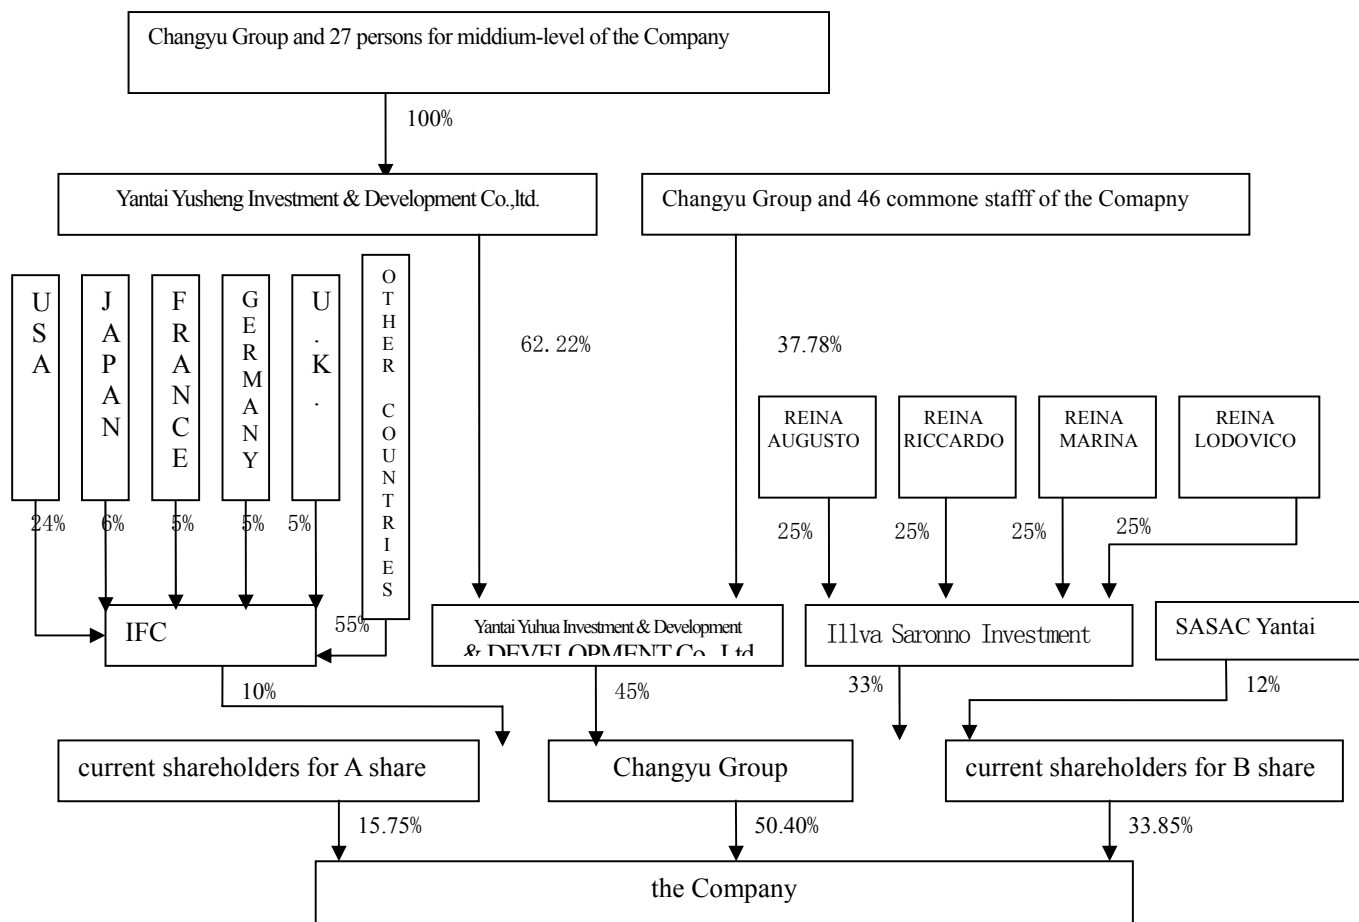 Changyu Group and 27 persons for middium-level of the Company
100%
Yantai Yusheng Investment & Development Co.,ltd.
Changyu Group and 46 commone stafff of the Comapny
USA
JAPAN
FRANCE
GERMANY
U.K.
OTHER COUNTRIES
62.22%
37.78%
REINA
AUGUSTO
REINA
RICCARDO
REINA
MARINA
REINA
LODOVICO
24%
6%
5%
5%
5%
25%
25%
25%
25%
IFC
55%
Yantai Yuhua Investment & Development
& DEVELOPMENT Co., Ltd
Illva Saronno Investment
SASAC Yantai
10%
45%
33%
12%
current shareholders for A share
Changyu Group
current shareholders for B share
15.75%
50.40%
33.85%
the Company